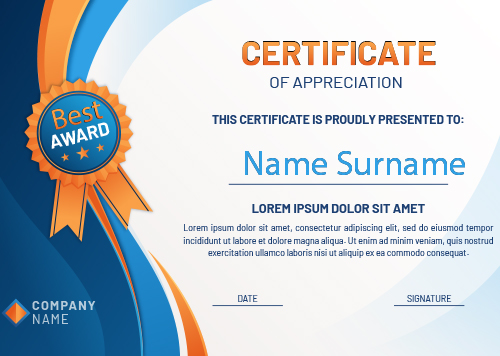 CERTIFICATE
OF APPRECIATION
THIS CERTIFICATE IS PROUDLY PRESENTED TO:
Name Surname
LOREM IPSUM DOLOR SIT AMET
Lorem ipsum dolor sit amet, consectetur adipiscing elit, sed do eiusmod tempor
incididunt ut labore et dolore magna aliqua. Ut enim ad minim veniam, quis nostrud
exercitation ullamco laboris nisi ut aliquip ex ea commodo consequat.
DATE
SIGNATURE
Best
AWARD
COMPANY
NAME